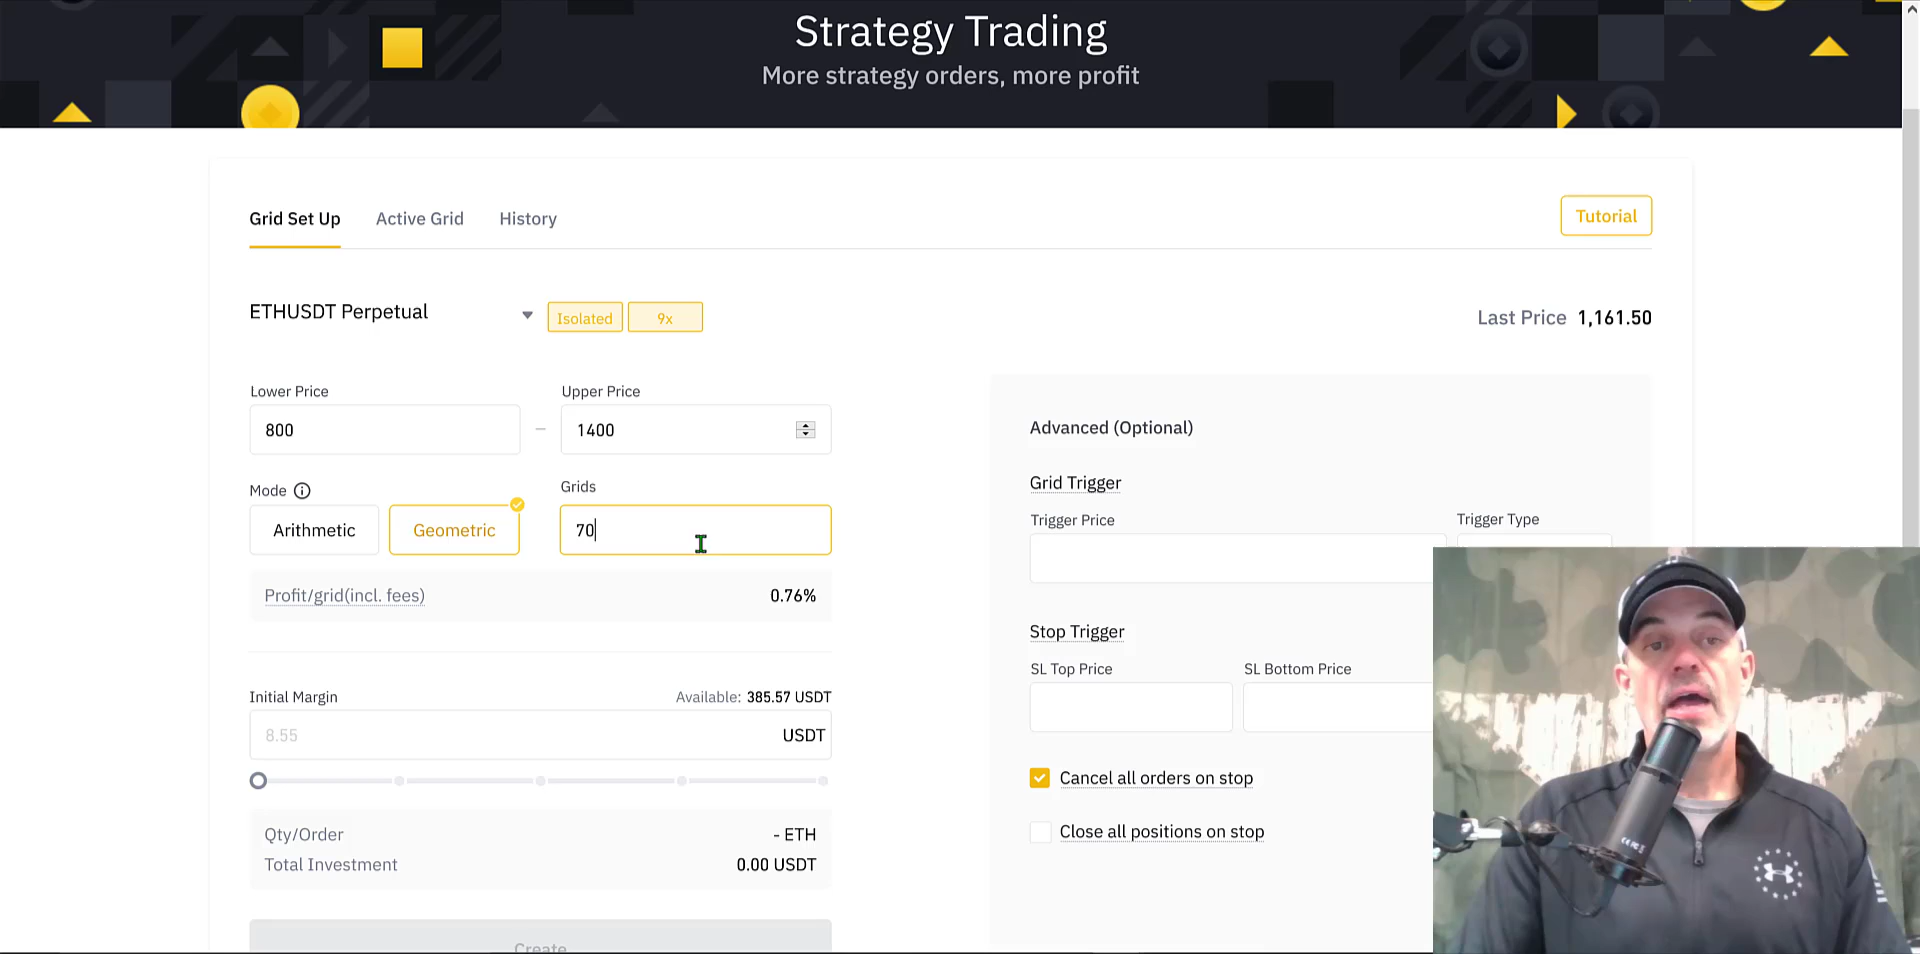 Strategy Trading
More strategy orders, more profit
Grid Set Up
Active Grid
History
Tutorial
ETHUSDT Perpetual
Isolated
9x
Last Price 1,161.50
Lower Price
Upper Price
800
–
1400
Mode
Grids
Arithmetic
Geometric
70
Profit/grid(incl. fees)
0.76%
Initial Margin
Available: 385.57 USDT
8.55
USDT
Qty/Order
- ETH
Total Investment
0.00 USDT
Create
Advanced (Optional)
Grid Trigger
Trigger Price
Trigger Type
Stop Trigger
SL Top Price
SL Bottom Price
Cancel all orders on stop
Close all positions on stop